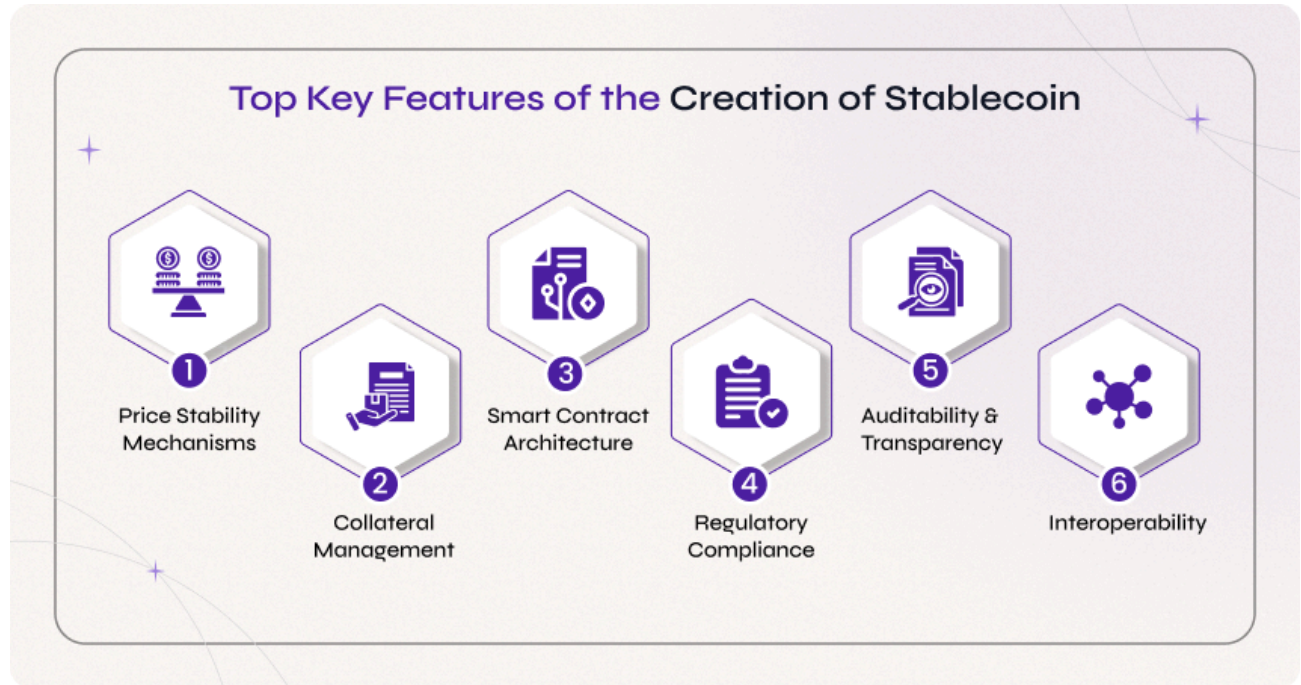 Top Key Features of the Creation of Stablecoin
1
Price Stability
Mechanisms
2
Collateral
Management
3
Smart Contract
Architecture
4
Regulatory
Compliance
5
Auditability &
Transparency
6
Interoperability